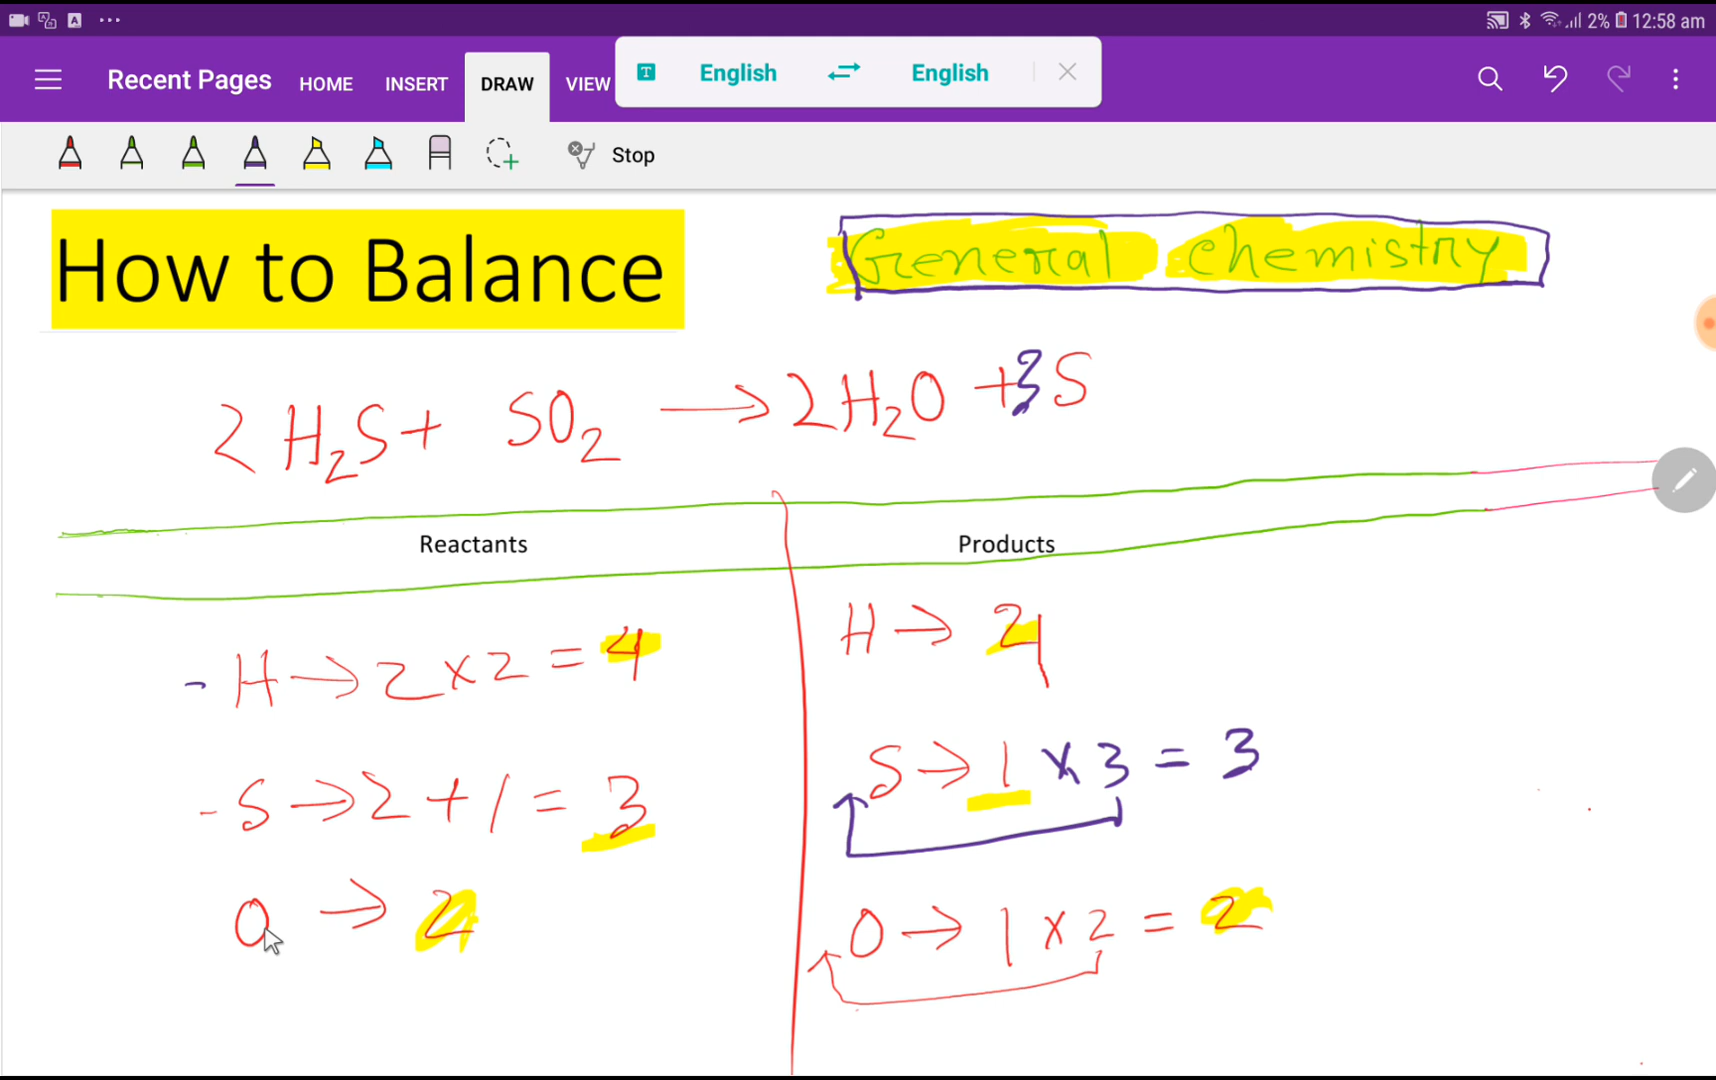 2% 12:58 am
Recent Pages HOME INSERT DRAW VIEW English English
Stop
How to Balance
General Chemistry
2 H₂S + SO₂ → 2H₂O + 3S
Reactants Products
- H → 2 x 2 = 4
H → 4
- S → 2 + 1 = 3
S → 1 x 3 = 3
O → 2
O → 1 x 2 = 2